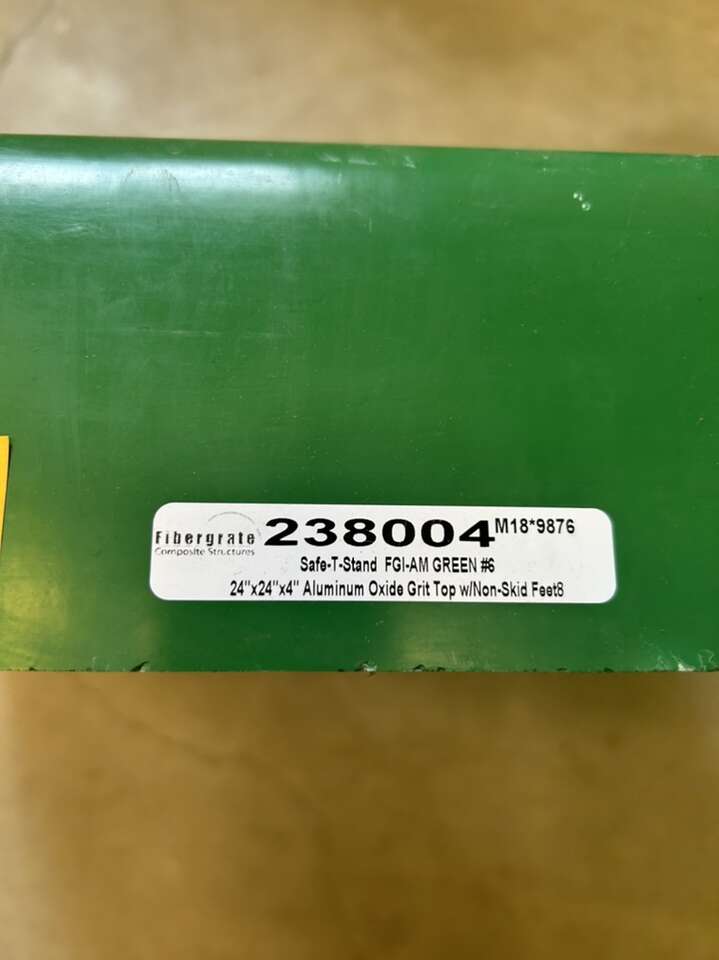 Fibergrate
Composite Structures
238004
M18*9876
Safe-T-Stand FGI-AM GREEN #6
24"x24"x4" Aluminum Oxide Grit Top w/Non-Skid Feet8